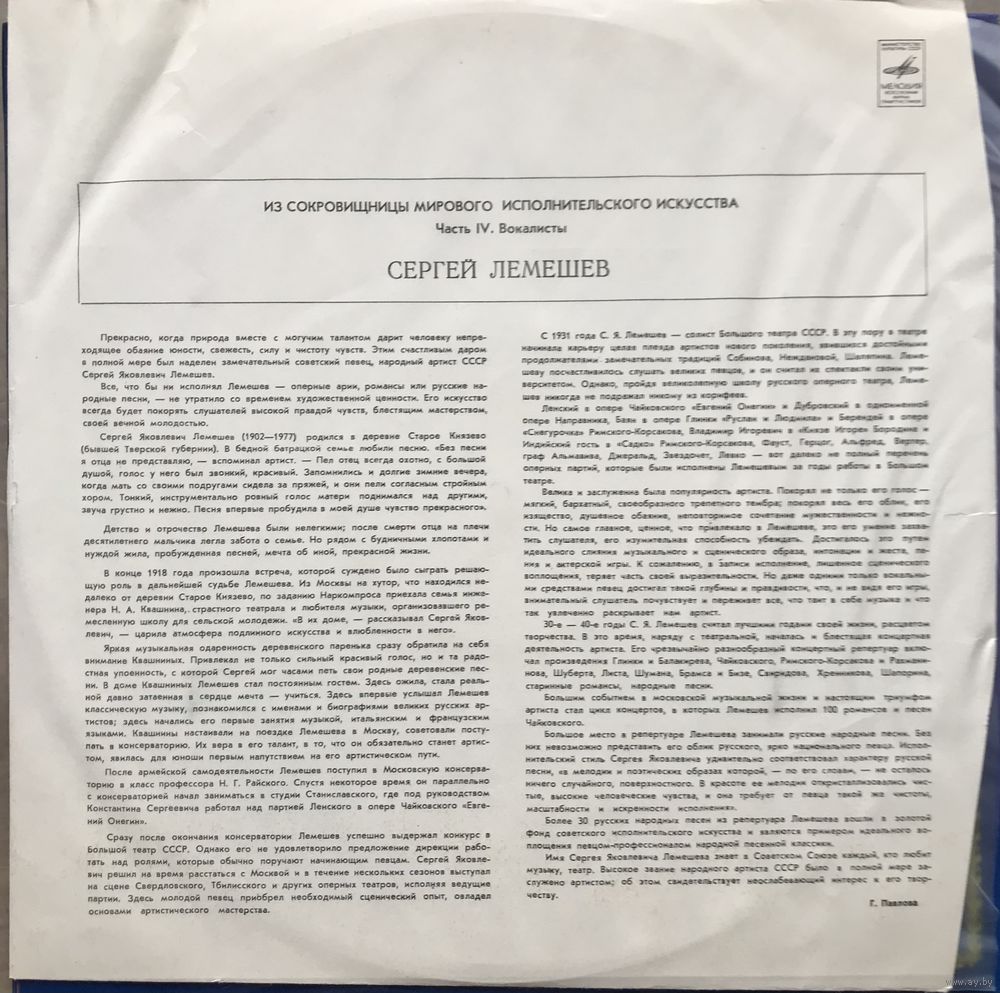 МИНИСТЕРСТВО
КУЛЬТУРЫ СССР
МЕЛОДИЯ
ИЗ СОКРОВИЩНИЦЫ МИРОВОГО ИСПОЛНИТЕЛЬСКОГО ИСКУССТВА
Часть IV. Вокалисты
СЕРГЕЙ ЛЕМЕШЕВ
Прекрасно, когда природа вместе с могучим талантом дарит человеку непре-
ходящее обаяние юности, свежесть, силу и чистоту чувств. Этим счастливым даром
в полной мере был наделен замечательный советский певец, народный артист СССР
Сергей Яковлевич Лемешев.
Все, что бы ни исполнял Лемешев — оперные арии, романсы или русские на-
родные песни, — не утратило со временем художественной ценности. Его искусство
всегда будет покорять слушателей высокой правдой чувств, блестящим мастерством,
своей вечной молодостью.
Сергей Яковлевич Лемешев (1902—1977) родился в деревне Старое Князево
(бывшей Тверской губернии). В бедной батрацкой семье любили песню. «Без песни
я отца не представляю, — вспоминал артист. — Пел отец всегда охотно, с большой
душой, голос у него был звонкий, красивый. Запомнились и долгие зимние вечера,
когда мать со своими подругами сидела за пряжей, и они пели согласным стройным
хором. Тонкий, инструментально ровный голос матери поднимался над другими,
звуча грустно и нежно. Песня впервые пробудила в моей душе чувство прекрасного».
Детство и отрочество Лемешева были нелегкими; после смерти отца на плечи
десятилетнего мальчика легла забота о семье. Но рядом с будничными хлопотами и
нуждой жила, пробужденная песней, мечта об иной, прекрасной жизни.
В конце 1918 года произошла встреча, которой суждено было сыграть решаю-
щую роль в дальнейшей судьбе Лемешева. Из Москвы на хутор, что находился не-
далеко от деревни Старое Князево, по заданию Наркомпроса приехала семья инже-
нера Н. А. Квашнина, страстного театрала и любителя музыки, организовавшего ре-
месленную школу для сельской молодежи. «В их доме, — рассказывал Сергей Яков-
левич, — царила атмосфера подлинного искусства и влюбленности в него».
Яркая музыкальная одаренность деревенского паренька сразу обратила на себя
внимание Квашниных. Привлекал не только сильный красивый голос, но и та радо-
стная упоенность, с которой Сергей мог часами петь свои родные деревенские пес-
ни. В доме Квашниных Лемешев стал постоянным гостем. Здесь ожила, стала реаль-
ной давно затаенная в сердце мечта — учиться. Здесь впервые услышал Лемешев
классическую музыку, познакомился с именами и биографиями великих русских ар-
тистов; здесь начались его первые занятия музыкой, итальянским и французским
языками. Квашнины настаивали на поездке Лемешева в Москву, советовали посту-
пать в консерваторию. Их вера в его талант, в то, что он обязательно станет артис-
том, явилась для юноши первым напутствием на его артистическом пути.
После армейской самодеятельности Лемешев поступил в Московскую консерва-
торию в класс профессора Н. Г. Райского. Спустя некоторое время он параллельно
с консерваторией начал заниматься в студии Станиславского, где под руководством
Константина Сергеевича работал над партией Ленского в опере Чайковского «Евге-
ний Онегин».
Сразу после окончания консерватории Лемешев успешно выдержал конкурс в
Большой театр СССР. Однако его не удовлетворило предложение дирекции рабо-
тать над ролями, которые обычно поручают начинающим певцам. Сергей Яковле-
вич решил на время расстаться с Москвой и в течение нескольких сезонов выступал
на сцене Свердловского, Тбилисского и других оперных театров, исполняя ведущие
партии. Здесь молодой певец приобрел необходимый сценический опыт, овладел
основами артистического мастерства.
С 1931 года С. Я. Лемешев — солист Большого театра СССР. В эту пору в театре
начинала карьеру целая плеяда артистов нового поколения, явившихся достойными
продолжателями замечательных традиций Собинова, Неждановой, Шаляпина. Леме-
шеву посчастливилось слушать великих певцов, и он считал их спектакли своим уни-
верситетом. Однако, пройдя великолепную школу русского оперного театра, Леме-
шев никогда не подражал никому из корифеев.
Ленский в опере Чайковского «Евгений Онегин» и Дубровский в одноименной
опере Направника, Баян в опере Глинки «Руслан и Людмила» и Берендей в опере
«Снегурочка» Римского-Корсакова, Владимир Игоревич в «Князе Игоре» Бородина и
Индийский гость в «Садко» Римского-Корсакова, Фауст, Герцог, Альфред, Вертер,
граф Альмавива, Джеральд, Звездочет, Левко — вот далеко не полный перечень
оперных партий, которые были исполнены Лемешевым за годы работы в Большом
театре.
Велика и заслуженна была популярность артиста. Покорял не только его голос —
мягкий, бархатный, своеобразного трепетного тембра; покорял весь его облик, его
изящество, душевное обаяние, неповторимое сочетание мужественности и нежно-
сти. Но самое главное, ценное, что привлекало в Лемешеве, это его умение захва-
тить слушателя, его изумительная способность убеждать. Достигалось это путем
идеального слияния музыкального и сценического образа, интонации и жеста, пе-
ния и актерской игры. К сожалению, в записи исполнение, лишенное сценического
воплощения, теряет часть своей выразительности. Но даже одними только вокальны-
ми средствами певец достигал такой глубины и правдивости, что, и не видя его игры,
внимательный слушатель почувствует и переживет все, что таит в себе музыка и что
так увлеченно раскрывает нам артист.
30-е — 40-е годы С. Я. Лемешев считал лучшими годами своей жизни, расцветом
творчества. В это время, наряду с театральной, началась и блестящая концертная
деятельность артиста. Его чрезвычайно разнообразный концертный репертуар вклю-
чал произведения Глинки и Балакирева, Чайковского, Римского-Корсакова и Рахмани-
нова, Шуберта, Листа, Шумана, Брамса и Бизе, Свиридова, Хренникова, Шапорина,
старинные романсы, народные песни.
Большим событием в московской музыкальной жизни и настоящим триумфом
артиста стал цикл концертов, в которых Лемешев исполнил 100 романсов и песен
Чайковского.
Большое место в репертуаре Лемешева занимали русские народные песни. Без
них невозможно представить его облик русского, ярко национального певца. Испол-
нительский стиль Сергея Яковлевича удивительно соответствовал характеру русской
песни, «в мелодии и поэтических образах которой, — по его словам, — не осталось
ничего случайного, поверхностного. В красоте ее мелодии откристаллизовались чис-
тые, высокие человеческие чувства, и она требует от певца такой же чистоты,
масштабности и искренности исполнения».
Более 30 русских народных песен из репертуара Лемешева вошли в золотой
фонд советского исполнительского искусства и являются примером идеального во-
площения певцом-профессионалом народной песенной классики.
Имя Сергея Яковлевича Лемешева знает в Советском Союзе каждый, кто любит
музыку, театр. Высокое звание народного артиста СССР было в полной мере за-
служено артистом; об этом свидетельствует неослабевающий интерес к его твор-
честву.
Г. Павлова
www.ay.by